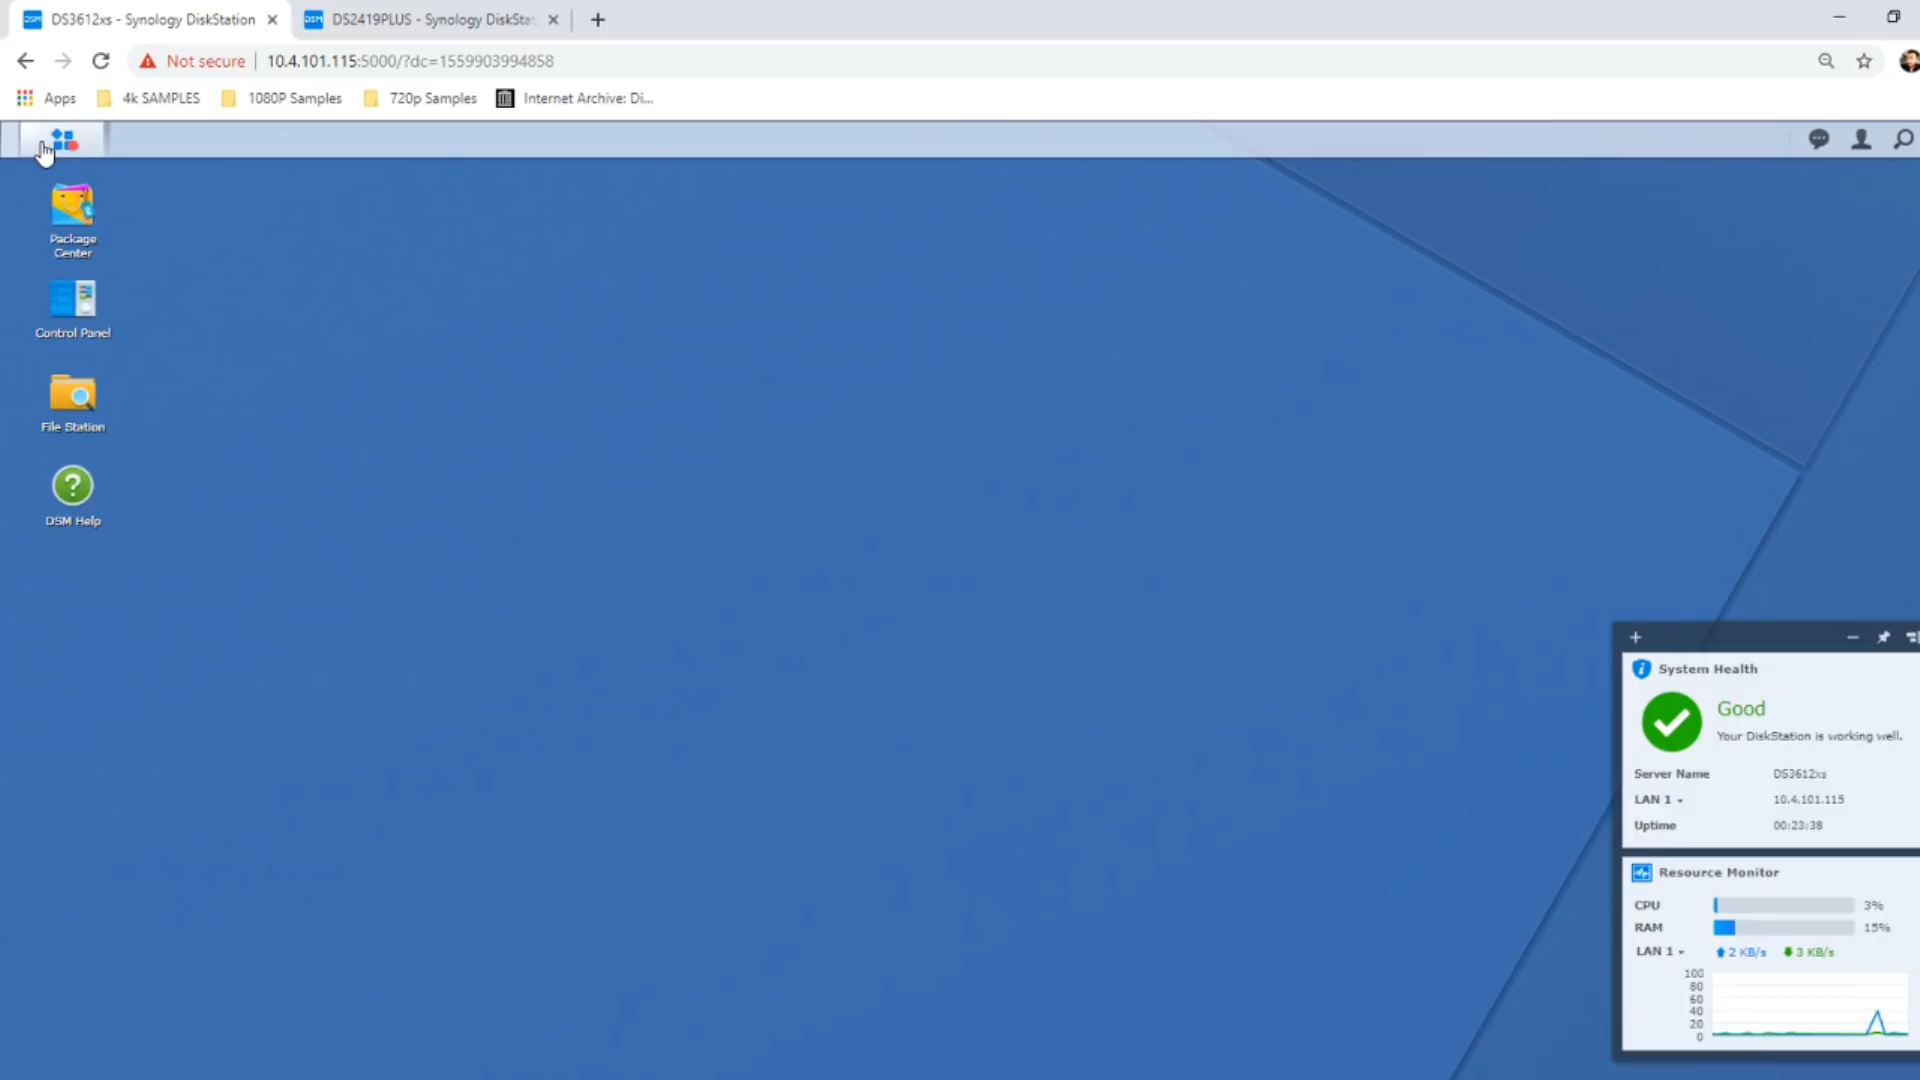 DSM DS3612xs - Synology DiskStation
DSM DS2419PLUS - Synology DiskStat
Not secure 10.4.101.115:5000/?dc=1559903994858
Apps 4k SAMPLES 1080P Samples 720p Samples Internet Archive: Di...
Package
Center
Control Panel
File Station
DSM Help
System Health
Good
Your DiskStation is working well.
Server Name DS3612xs
LAN 1 10.4.101.115
Uptime 00:23:38
Resource Monitor
CPU 3%
RAM 15%
LAN 1 2 KB/s 3 KB/s
100
80
60
40
20
0